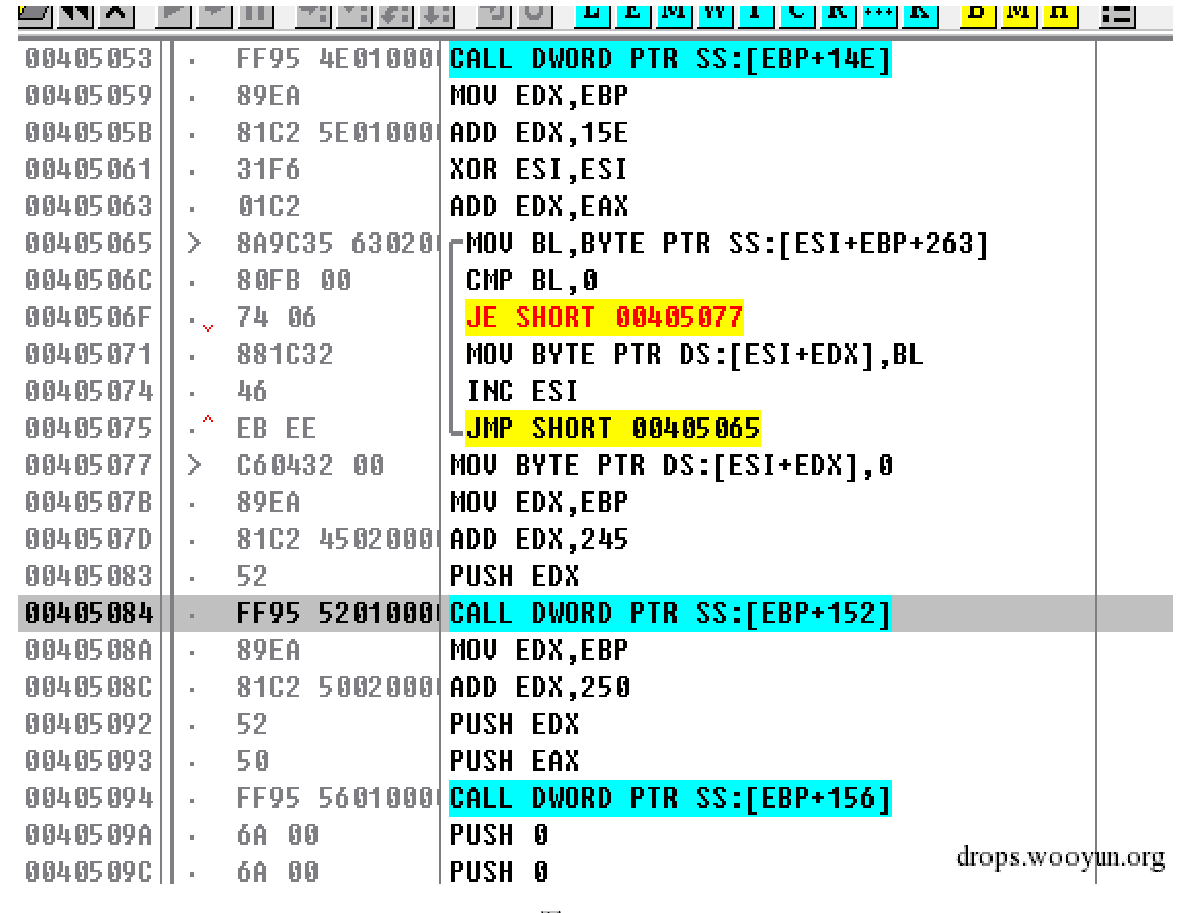 L E M W T C R ... K B M H
00405053 . FF95 4E01000 CALL DWORD PTR SS:[EBP+14E]
00405059 . 89EA MOV EDX,EBP
0040505B . 81C2 5E01000 ADD EDX,15E
00405061 . 31F6 XOR ESI,ESI
00405063 . 01C2 ADD EDX,EAX
00405065 > 8A9C35 63020 MOV BL,BYTE PTR SS:[ESI+EBP+263]
0040506C . 80FB 00 CMP BL,0
0040506F . 74 06 JE SHORT 00405077
00405071 . 881C32 MOV BYTE PTR DS:[ESI+EDX],BL
00405074 . 46 INC ESI
00405075 .^ EB EE JMP SHORT 00405065
00405077 > C60432 00 MOV BYTE PTR DS:[ESI+EDX],0
0040507B . 89EA MOV EDX,EBP
0040507D . 81C2 4502000 ADD EDX,245
00405083 . 52 PUSH EDX
00405084 . FF95 5201000 CALL DWORD PTR SS:[EBP+152]
0040508A . 89EA MOV EDX,EBP
0040508C . 81C2 5002000 ADD EDX,250
00405092 . 52 PUSH EDX
00405093 . 50 PUSH EAX
00405094 . FF95 5601000 CALL DWORD PTR SS:[EBP+156]
0040509A . 6A 00 PUSH 0
0040509C . 6A 00 PUSH 0
drops.wooyun.org